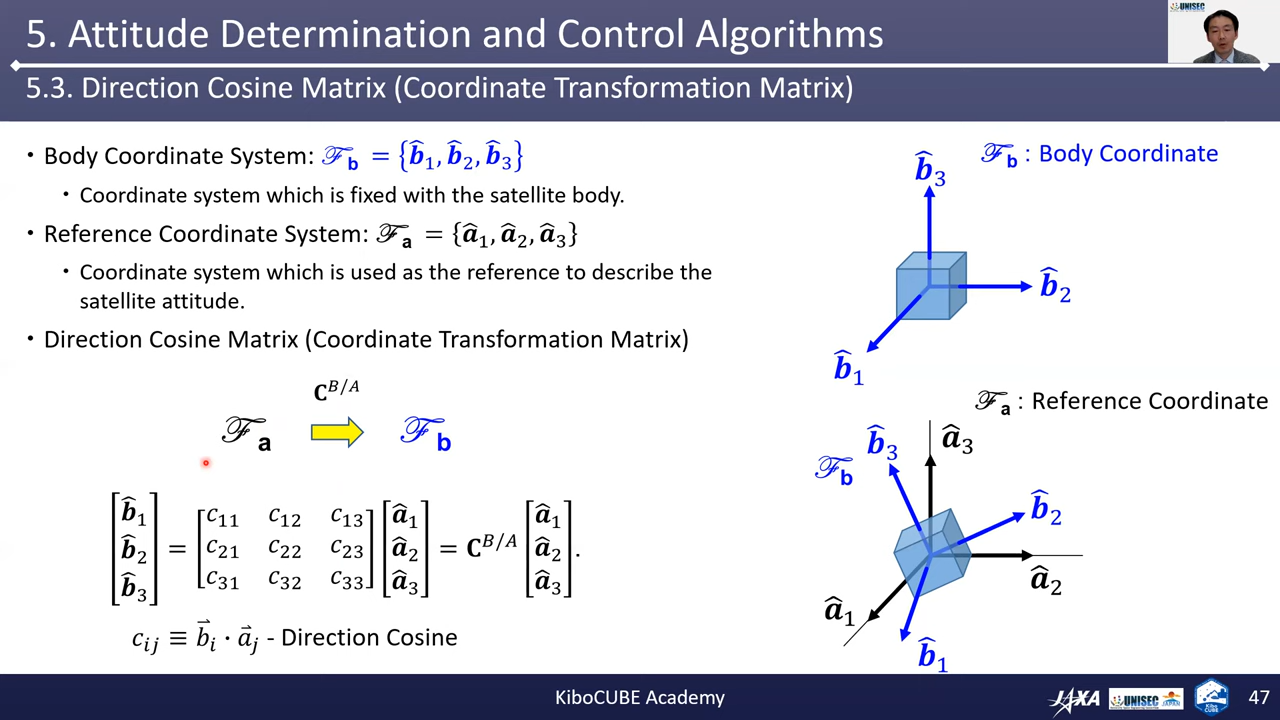 5. Attitude Determination and Control Algorithms
UNISEC
5.3. Direction Cosine Matrix (Coordinate Transformation Matrix)
• Body Coordinate System: ℱb = {b̂1, b̂2, b̂3}
• Coordinate system which is fixed with the satellite body.
• Reference Coordinate System: ℱa = {â1, â2, â3}
• Coordinate system which is used as the reference to describe the
satellite attitude.
• Direction Cosine Matrix (Coordinate Transformation Matrix)
C^B/A
ℱa ℱb
[b̂1 b̂2 b̂3] = [c11 c12 c13 c21 c22 c23 c31 c32 c33] [â1 â2 â3] = C^B/A [â1 â2 â3].
cij ≡ b⃗i · a⃗j - Direction Cosine
ℱb : Body Coordinate
b̂3
b̂2
b̂1
ℱa : Reference Coordinate
b̂3
â3
ℱb
b̂2
â2
â1
b̂1
KiboCUBE Academy
JAXA
UNISEC
JAPAN
Kibo
CUBE
47